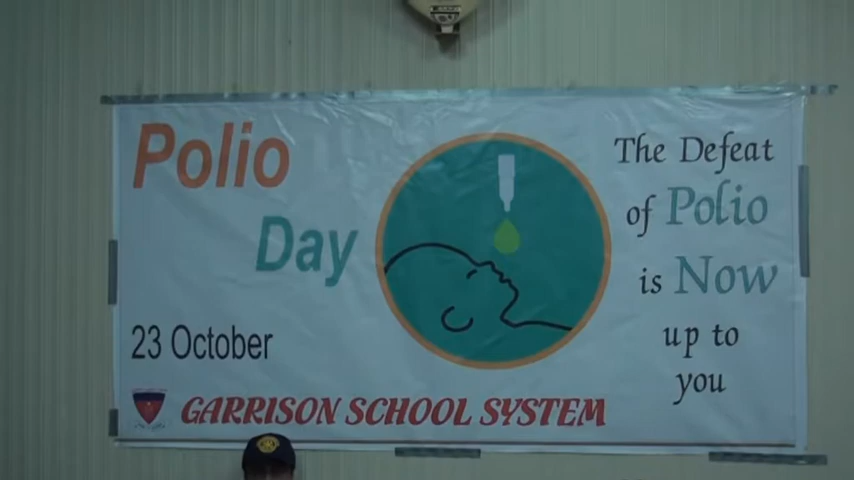 Polio
Day
23 October
GARRISON SCHOOL SYSTEM
The Defeat
of Polio
is Now
up to
you